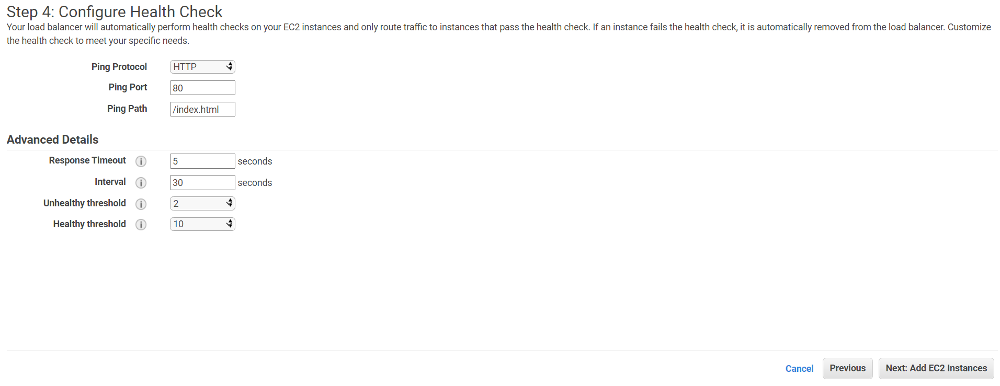 Step 4: Configure Health Check
Your load balancer will automatically perform health checks on your EC2 instances and only route traffic to instances that pass the health check. If an instance fails the health check, it is automatically removed from the load balancer. Customize
the health check to meet your specific needs.
Ping Protocol HTTP
Ping Port 80
Ping Path /index.html
Advanced Details
Response Timeout i 5 seconds
Interval i 30 seconds
Unhealthy threshold i 2
Healthy threshold i 10
Cancel Previous Next: Add EC2 Instances